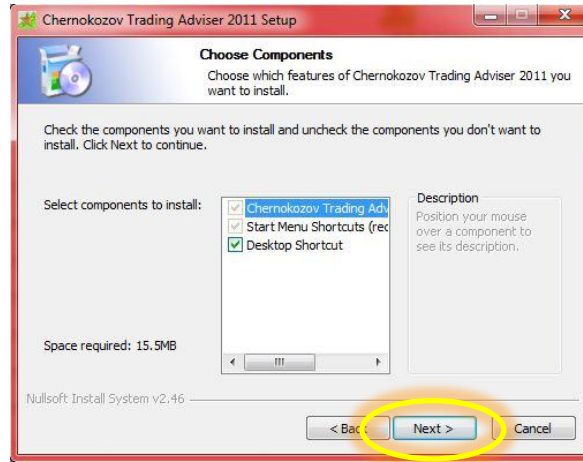 Chernokozov Trading Adviser 2011 Setup
Choose Components
Choose which features of Chernokozov Trading Adviser 2011 you
want to install.
Check the components you want to install and uncheck the components you don't want to
install. Click Next to continue.
Select components to install:
Chernokozov Trading Adv
Start Menu Shortcuts (rec
Desktop Shortcut
Description
Position your mouse
over a component to
see its description.
Space required: 15.5MB
Nullsoft Install System v2.46
< Back
Next >
Cancel